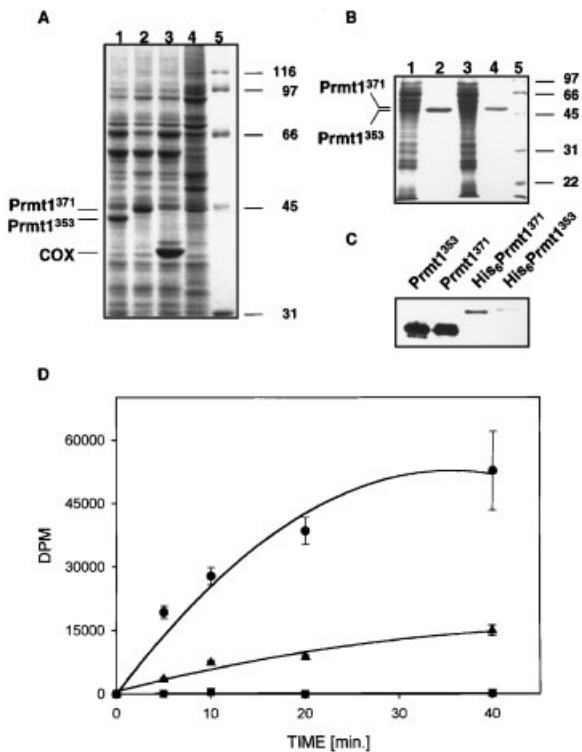 A
1 2 3 4 5
116
97
66
45
31
Prmt1³⁷¹
Prmt1³⁵³
COX
B
1 2 3 4 5
Prmt1³⁷¹
Prmt1³⁵³
97
66
45
31
22
C
Prmt1³⁵³
Prmt1³⁷¹
His₆Prmt1³⁷¹
His₆Prmt1³⁵³
D
60000
45000
30000
15000
0
DPM
0 10 20 30 40
TIME [min.]